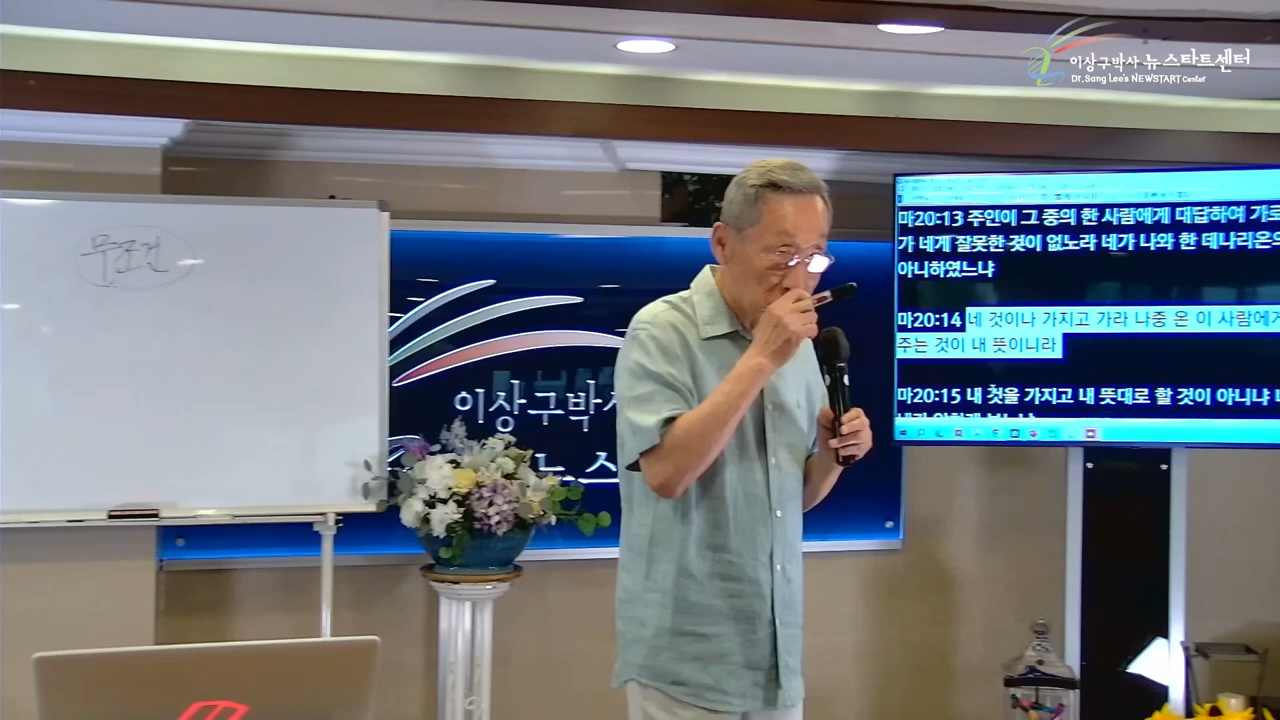 이상구박사 뉴스타트센터
Dr. Sang Lee's NEWSTART Center
무조건
마20:13 주인이 그 중의 한 사람에게 대답하여 가로
가 네게 잘못한 것이 없노라 네가 나와 한 데나리온의
아니하였느냐
마20:14 네 것이나 가지고 가라 나중 온 이 사람에게
주는 것이 내 뜻이니라
마20:15 내 것을 가지고 내 뜻대로 할 것이 아니냐
이상구박사
뉴스